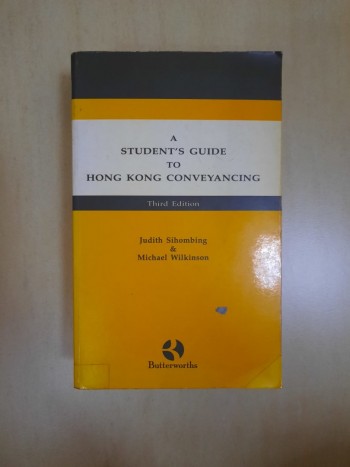 A
STUDENT'S GUIDE
TO
HONG KONG CONVEYANCING
Third Edition
Judith Sihombing
&
Michael Wilkinson
Butterworths